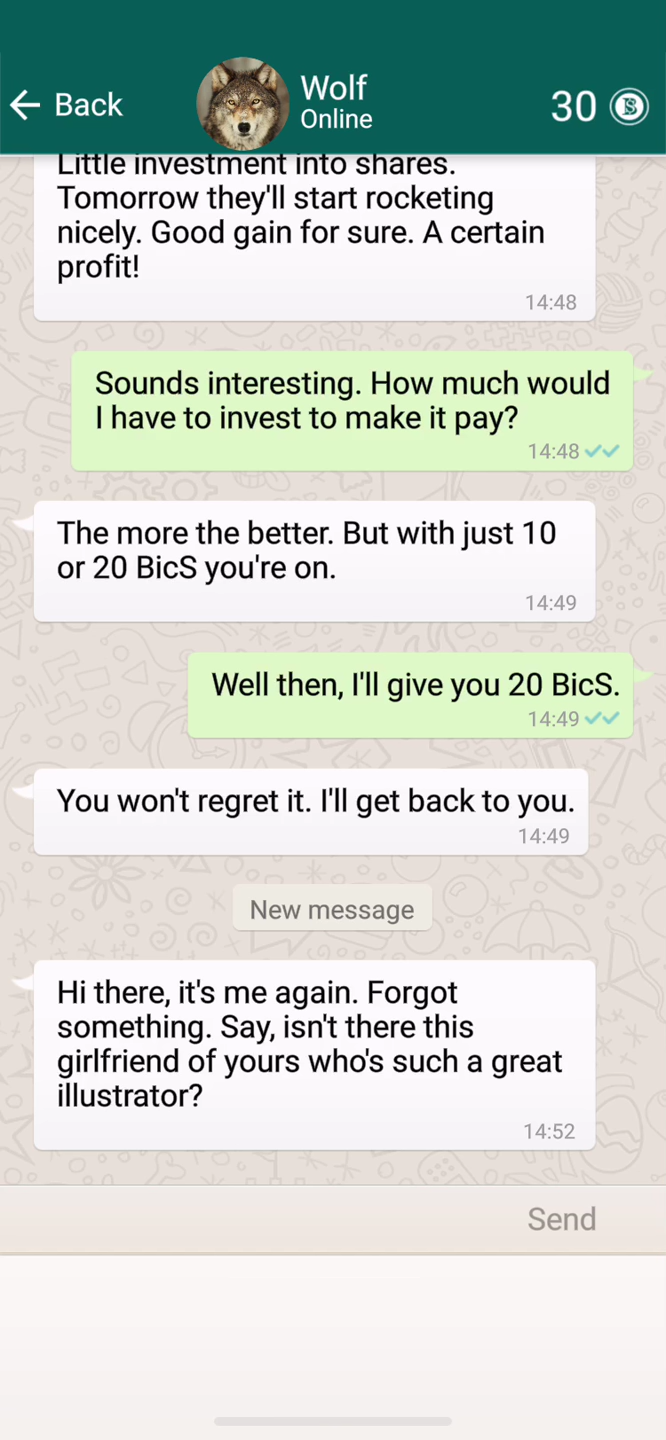 Back
Wolf
Online
30
Little investment into shares.
Tomorrow they'll start rocketing
nicely. Good gain for sure. A certain
profit!
14:48
Sounds interesting. How much would
I have to invest to make it pay?
14:48
The more the better. But with just 10
or 20 BicS you're on.
14:49
Well then, I'll give you 20 BicS.
14:49
You won't regret it. I'll get back to you.
14:49
New message
Hi there, it's me again. Forgot
something. Say, isn't there this
girlfriend of yours who's such a great
illustrator?
14:52
Send